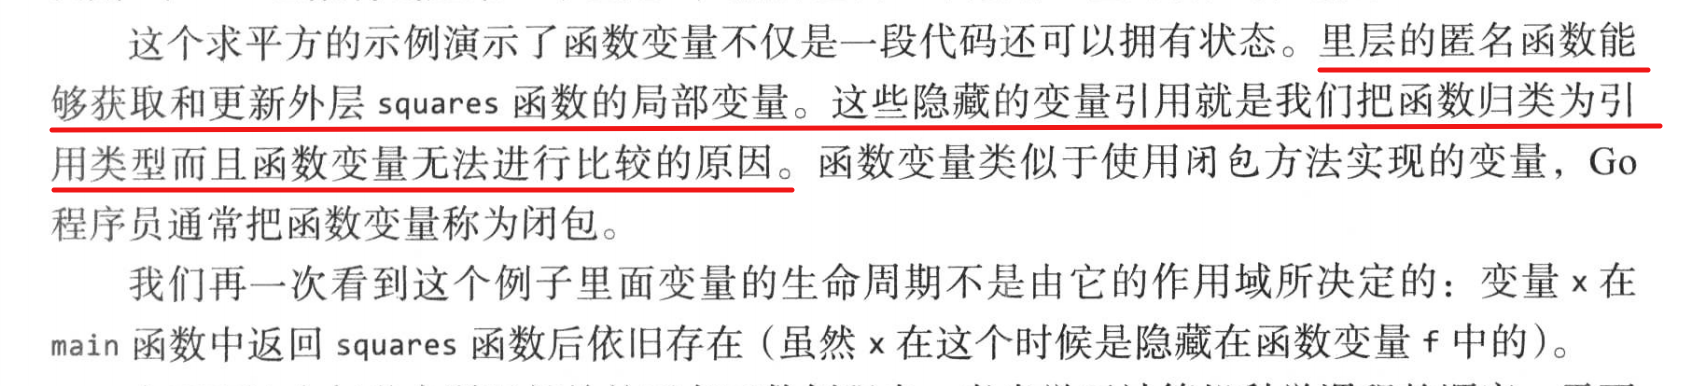 这个求平方的示例演示了函数变量不仅是一段代码还可以拥有状态。里层的匿名函数能
够获取和更新外层 squares 函数的局部变量。这些隐藏的变量引用就是我们把函数归类为引
用类型而且函数变量无法进行比较的原因。函数变量类似于使用闭包方法实现的变量，Go
程序员通常把函数变量称为闭包。
我们再一次看到这个例子里面变量的生命周期不是由它的作用域所决定的：变量 x 在
main 函数中返回 squares 函数后依旧存在（虽然 x 在这个时候是隐藏在函数变量 f 中的）。